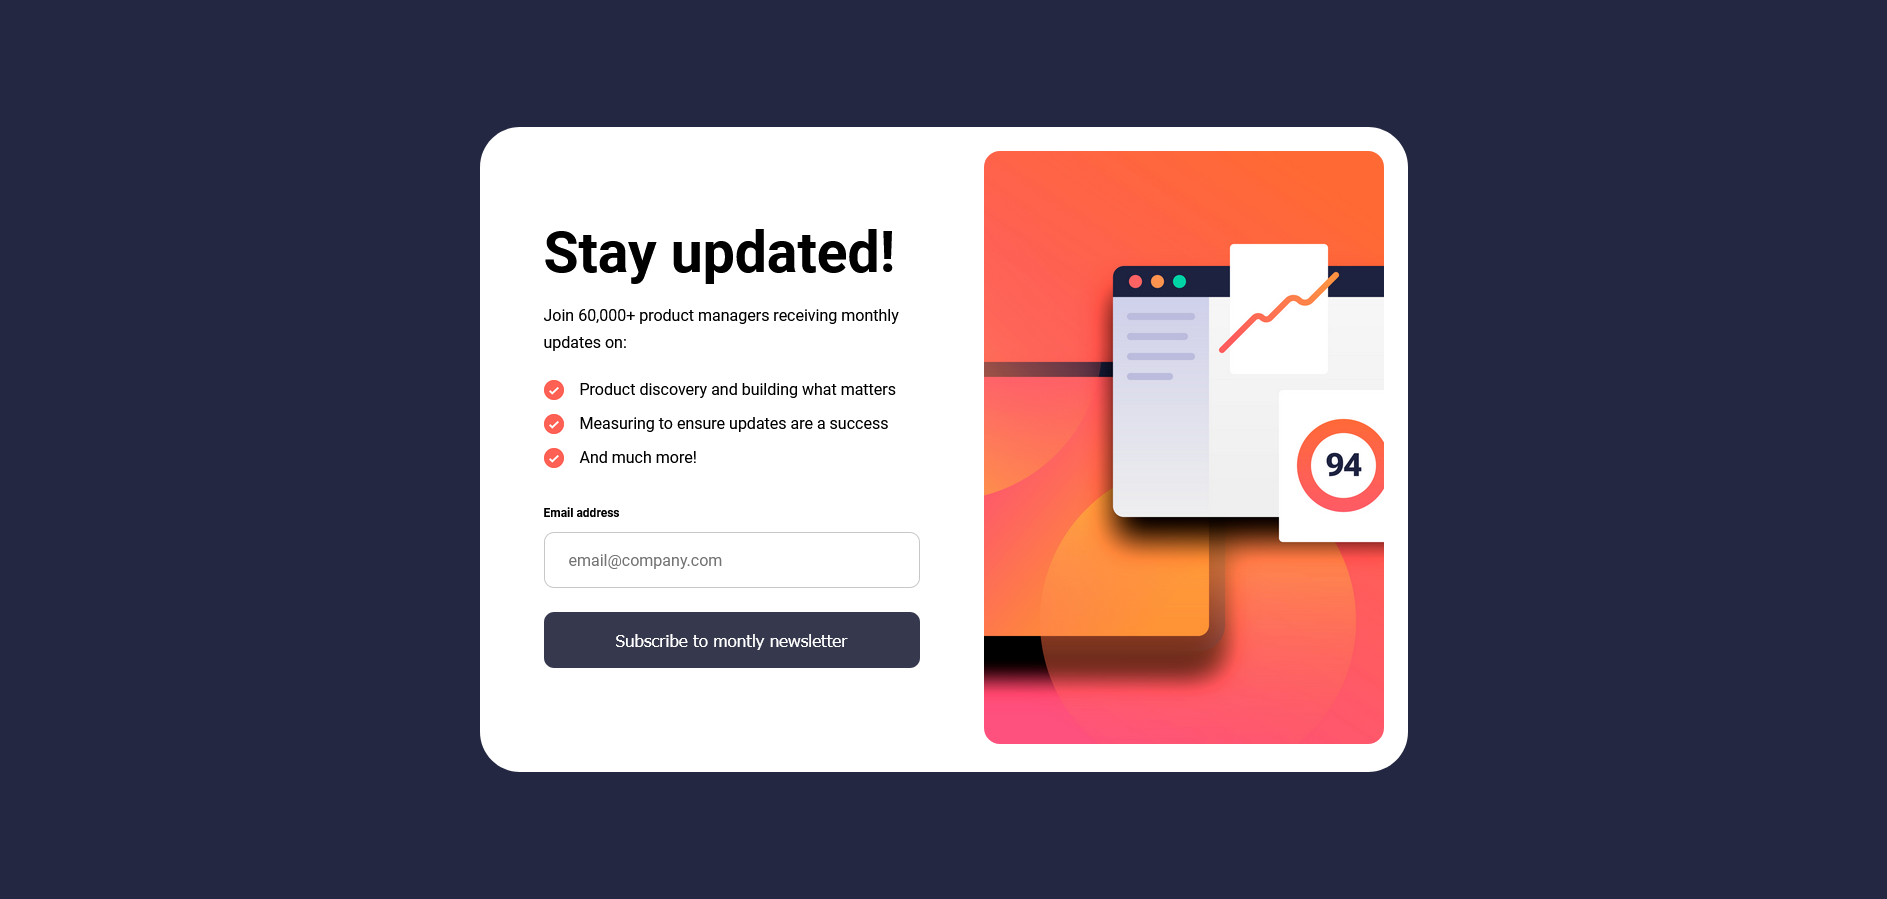 Stay updated!
Join 60,000+ product managers receiving monthly
updates on:
Product discovery and building what matters
Measuring to ensure updates are a success
And much more!
Email address
email@company.com
Subscribe to montly newsletter
94